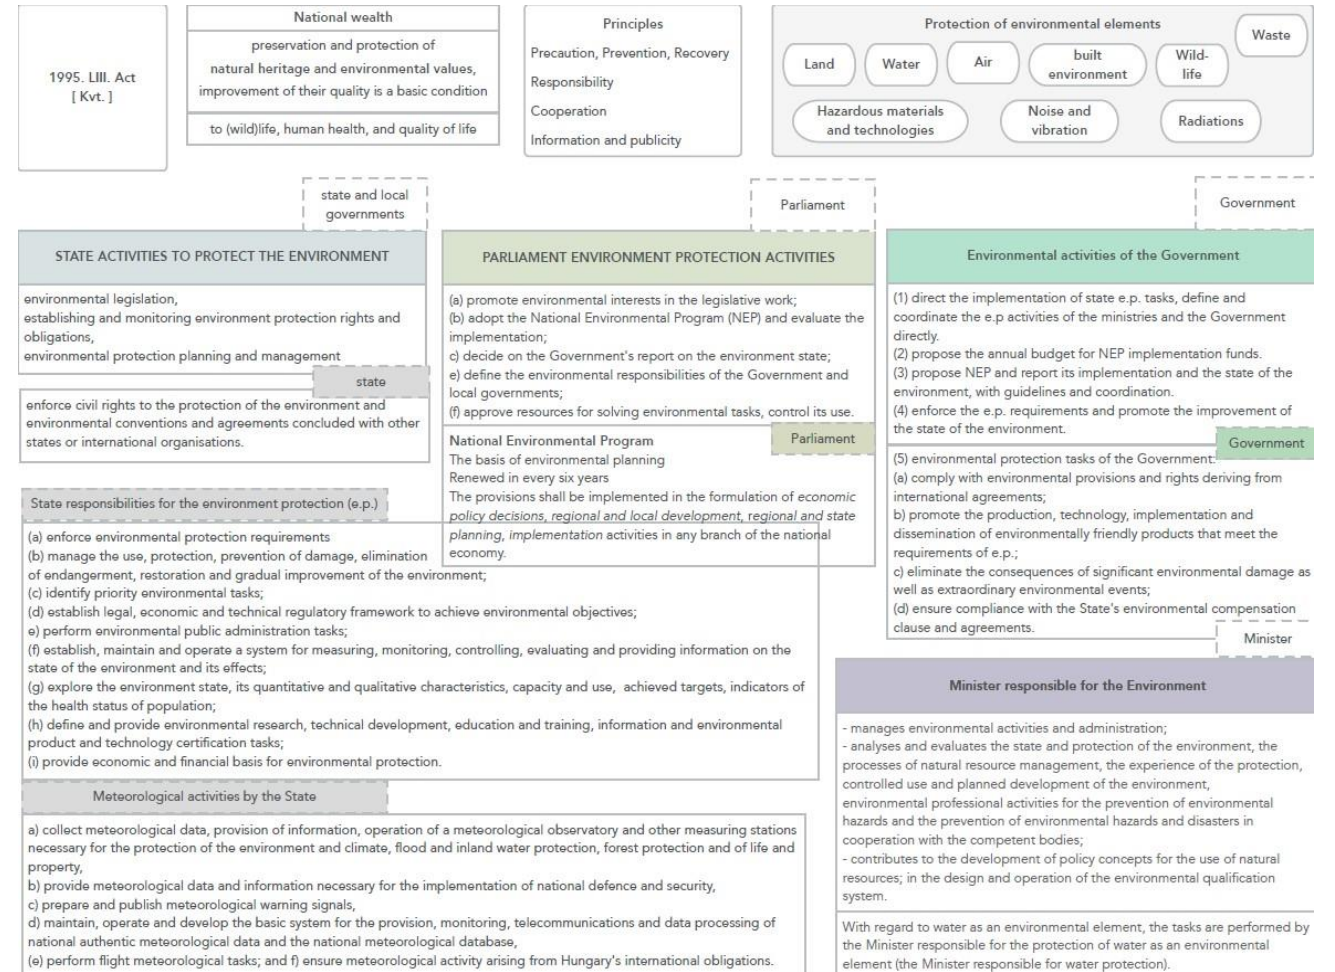 1995. LIII. Act
[ Kvt. ]
National wealth
preservation and protection of
natural heritage and environmental values,
improvement of their quality is a basic condition
to (wild)life, human health, and quality of life
Principles
Precaution, Prevention, Recovery
Responsibility
Cooperation
Information and publicity
Protection of environmental elements
Waste
Land
Water
Air
built
environment
Wild-
life
Hazardous materials
and technologies
Noise and
vibration
Radiations
state and local
governments
STATE ACTIVITIES TO PROTECT THE ENVIRONMENT
environmental legislation,
establishing and monitoring environment protection rights and
obligations,
environmental protection planning and management
state
enforce civil rights to the protection of the environment and
environmental conventions and agreements concluded with other
states or international organisations.
Parliament
PARLIAMENT ENVIRONMENT PROTECTION ACTIVITIES
(a) promote environmental interests in the legislative work;
(b) adopt the National Environmental Program (NEP) and evaluate the
implementation;
c) decide on the Government's report on the environment state;
e) define the environmental responsibilities of the Government and
local governments;
(f) approve resources for solving environmental tasks, control its use.
Parliament
National Environmental Program
The basis of environmental planning
Renewed in every six years
The provisions shall be implemented in the formulation of economic
policy decisions, regional and local development, regional and state
planning, implementation activities in any branch of the national
economy.
Government
Environmental activities of the Government
(1) direct the implementation of state e.p. tasks, define and
coordinate the e.p activities of the ministries and the Government
directly.
(2) propose the annual budget for NEP implementation funds.
(3) propose NEP and report its implementation and the state of the
environment, with guidelines and coordination.
(4) enforce the e.p. requirements and promote the improvement of
the state of the environment.
Government
(5) environmental protection tasks of the Government:
(a) comply with environmental provisions and rights deriving from
international agreements;
b) promote the production, technology, implementation and
dissemination of environmentally friendly products that meet the
requirements of e.p.;
c) eliminate the consequences of significant environmental damage as
well as extraordinary environmental events;
(d) ensure compliance with the State's environmental compensation
clause and agreements.
State responsibilities for the environment protection (e.p.)
(a) enforce environmental protection requirements
(b) manage the use, protection, prevention of damage, elimination
of endangerment, restoration and gradual improvement of the environment;
(c) identify priority environmental tasks;
(d) establish legal, economic and technical regulatory framework to achieve environmental objectives;
e) perform environmental public administration tasks;
(f) establish, maintain and operate a system for measuring, monitoring, controlling, evaluating and providing information on the
state of the environment and its effects;
(g) explore the environment state, its quantitative and qualitative characteristics, capacity and use, achieved targets, indicators of
the health status of population;
(h) define and provide environmental research, technical development, education and training, information and environmental
product and technology certification tasks;
(i) provide economic and financial basis for environmental protection.
Meteorological activities by the State
a) collect meteorological data, provision of information, operation of a meteorological observatory and other measuring stations
necessary for the protection of the environment and climate, flood and inland water protection, forest protection and of life and
property,
b) provide meteorological data and information necessary for the implementation of national defence and security,
c) prepare and publish meteorological warning signals,
d) maintain, operate and develop the basic system for the provision, monitoring, telecommunications and data processing of
national authentic meteorological data and the national meteorological database,
(e) perform flight meteorological tasks; and f) ensure meteorological activity arising from Hungary's international obligations.
Minister
Minister responsible for the Environment
- manages environmental activities and administration;
- analyses and evaluates the state and protection of the environment, the
processes of natural resource management, the experience of the protection,
controlled use and planned development of the environment,
environmental professional activities for the prevention of environmental
hazards and the prevention of environmental hazards and disasters in
cooperation with the competent bodies;
- contributes to the development of policy concepts for the use of natural
resources; in the design and operation of the environmental qualification
system.
With regard to water as an environmental element, the tasks are performed by
the Minister responsible for the protection of water as an environmental
element (the Minister responsible for water protection).